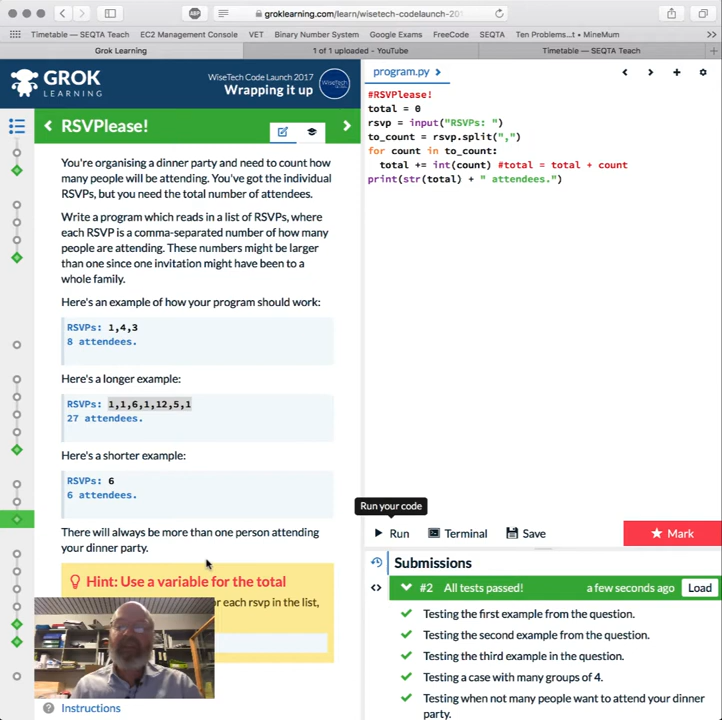 groklearning.com/learn/wisetech-codelaunch-201
ABP
Timetable — SEQTA Teach EC2 Management Console VET Binary Number System Google Exams FreeCode SEQTA Ten Problems..t • MineMum
Grok Learning 1 of 1 uploaded - YouTube Timetable — SEQTA Teach
GROK
LEARNING
WiseTech Code Launch 2017
Wrapping it up
RSVPlease!
You're organising a dinner party and need to count how
many people will be attending. You've got the individual
RSVPs, but you need the total number of attendees.
Write a program which reads in a list of RSVPs, where
each RSVP is a comma-separated number of how many
people are attending. These numbers might be larger
than one since one invitation might have been to a
whole family.
Here's an example of how your program should work:
RSVPs: 1,4,3
8 attendees.
Here's a longer example:
RSVPs: 1,1,6,1,12,5,1
27 attendees.
Here's a shorter example:
RSVPs: 6
6 attendees.
There will always be more than one person attending
your dinner party.
Hint: Use a variable for the total
or each rsvp in the list,
Instructions
program.py
#RSVPlease!
total = 0
rsvp = input("RSVPs: ")
to_count = rsvp.split(",")
for count in to_count:
total += int(count) #total = total + count
print(str(total) + " attendees.")
Run your code
Run Terminal Save Mark
Submissions
#2 All tests passed! a few seconds ago Load
Testing the first example from the question.
Testing the second example from the question.
Testing the third example in the question.
Testing a case with many groups of 4.
Testing when not many people want to attend your dinner
party.